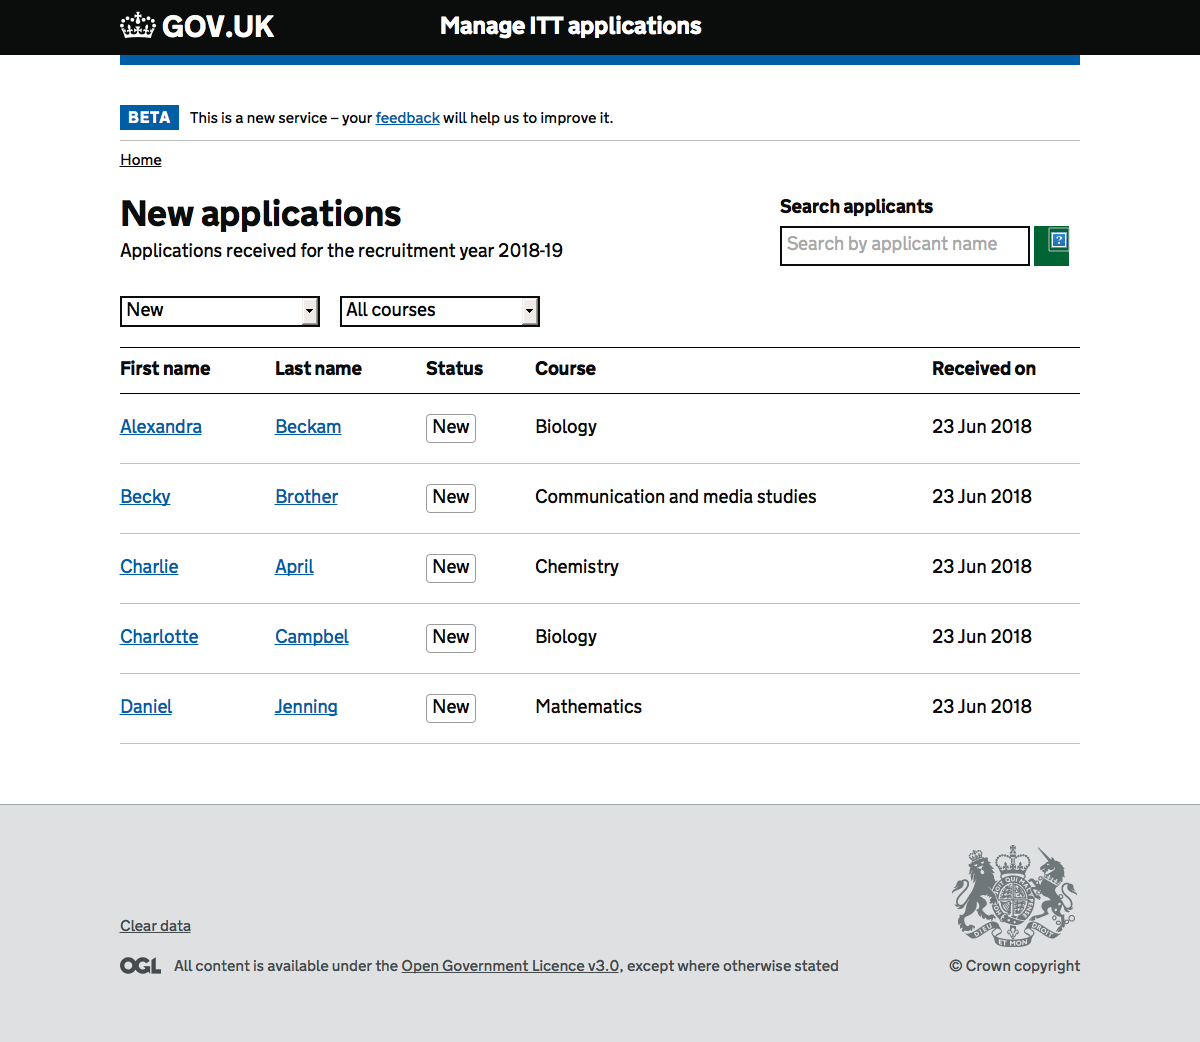 GOV.UK Manage ITT applications
BETA This is a new service – your feedback will help us to improve it.
Home
New applications
Applications received for the recruitment year 2018-19
Search applicants
Search by applicant name
?
New All courses
First name Last name Status Course Received on
Alexandra Beckam New Biology 23 Jun 2018
Becky Brother New Communication and media studies 23 Jun 2018
Charlie April New Chemistry 23 Jun 2018
Charlotte Campbel New Biology 23 Jun 2018
Daniel Jenning New Mathematics 23 Jun 2018
DIEU ET MON DROIT
Clear data
OGL All content is available under the Open Government Licence v3.0, except where otherwise stated
© Crown copyright